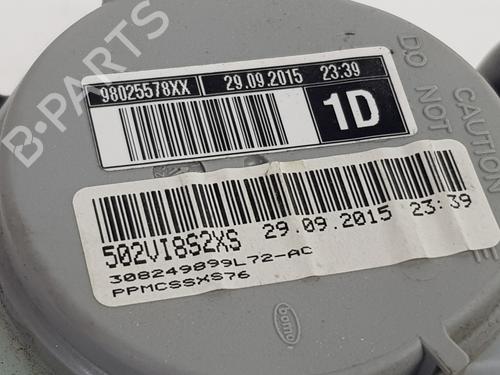 B-PARTS
98025578XX 29.09.2015 23:39
1D
CAUTION
DO NOT
502VI8S2XS 29.09.2015 23:39
308249899L72-AC
PPMCSSXS76